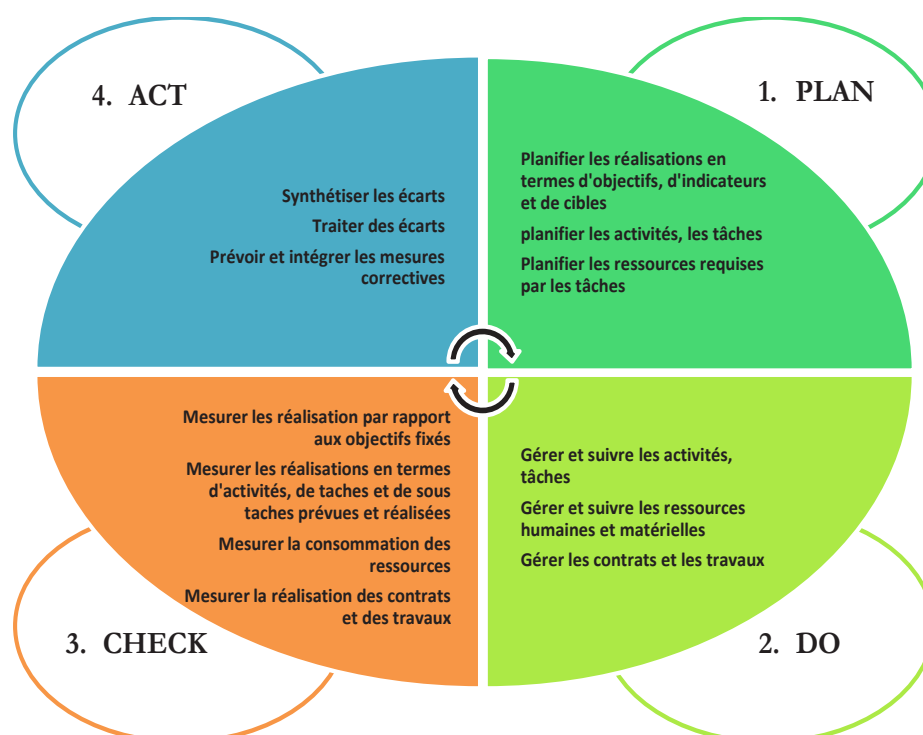 4. ACT
1. PLAN
Synthétiser les écarts
Traiter des écarts
Prévoir et intégrer les mesures
correctives
Planifier les réalisations en
termes d'objectifs, d'indicateurs
et de cibles
planifier les activités, les tâches
Planifier les ressources requises
par les tâches
Mesurer les réalisation par rapport
aux objectifs fixés
Mesurer les réalisations en termes
d'activités, de taches et de sous
taches prévues et réalisées
Mesurer la consommation des
ressources
Mesurer la réalisation des contrats
et des travaux
Gérer et suivre les activités,
tâches
Gérer et suivre les ressources
humaines et matérielles
Gérer les contrats et les travaux
3. CHECK
2. DO